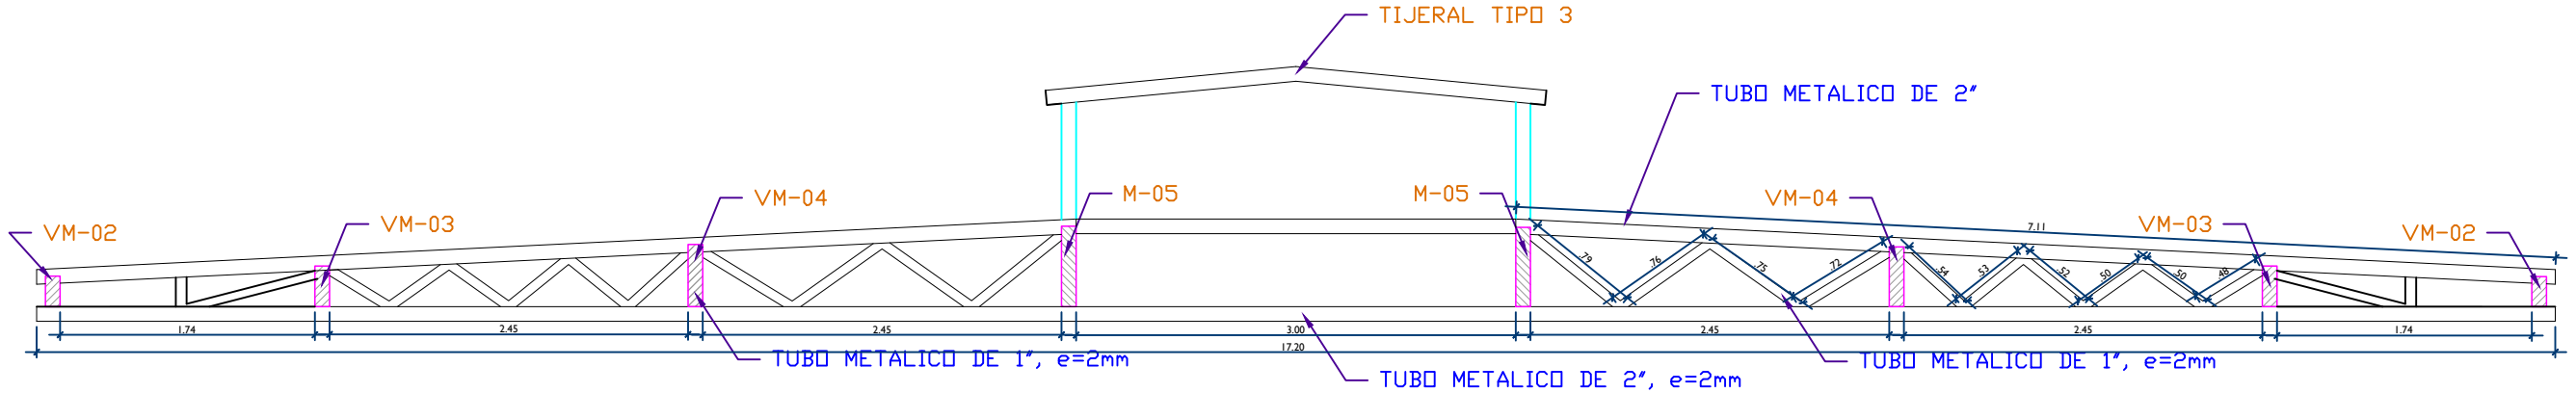 TIJERAL TIPO 3
TUBO METALICO DE 2"
VM-02
VM-03
VM-04
M-05
M-05
VM-04
VM-03
VM-02
7.11
.79
.76
.75
.72
.54
.53
.52
.50
.50
.48
1.74
2.45
2.45
3.00
2.45
2.45
1.74
17.20
TUBO METALICO DE 1", e=2mm
TUBO METALICO DE 2", e=2mm
TUBO METALICO DE 1", e=2mm